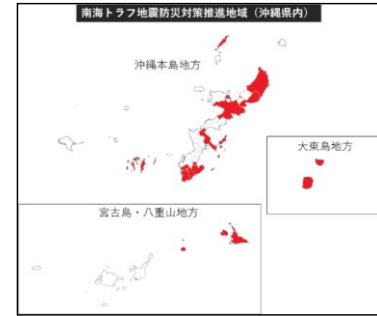 南海トラフ地震防災対策推進地域（沖縄県内）
沖縄本島地方
大東島地方
宮古島・八重山地方